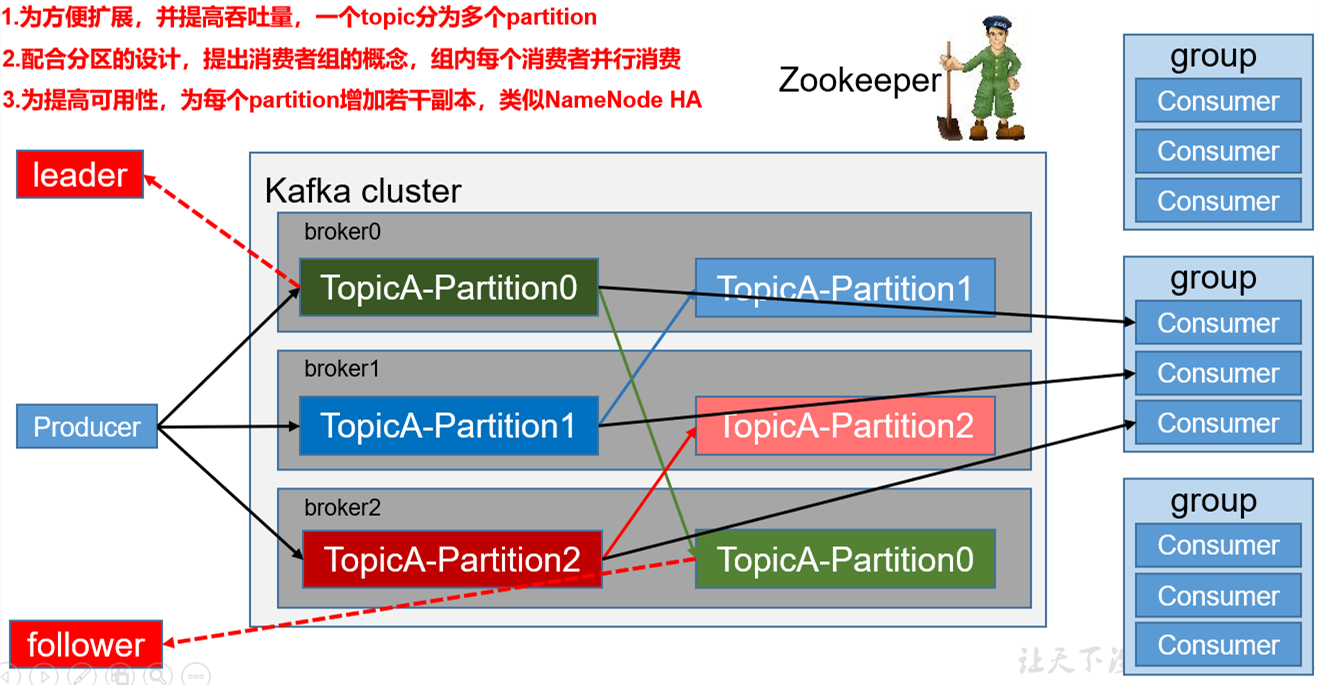 1.为方便扩展，并提高吞吐量，一个topic分为多个partition
2.配合分区的设计，提出消费者组的概念，组内每个消费者并行消费
3.为提高可用性，为每个partition增加若干副本，类似NameNode HA
Zookeeper
ZOO
leader
Kafka cluster
broker0
TopicA-Partition0
TopicA-Partition1
broker1
TopicA-Partition1
TopicA-Partition2
broker2
TopicA-Partition2
TopicA-Partition0
Producer
follower
group
Consumer
Consumer
Consumer
group
Consumer
Consumer
Consumer
group
Consumer
Consumer
Consumer
让天下没